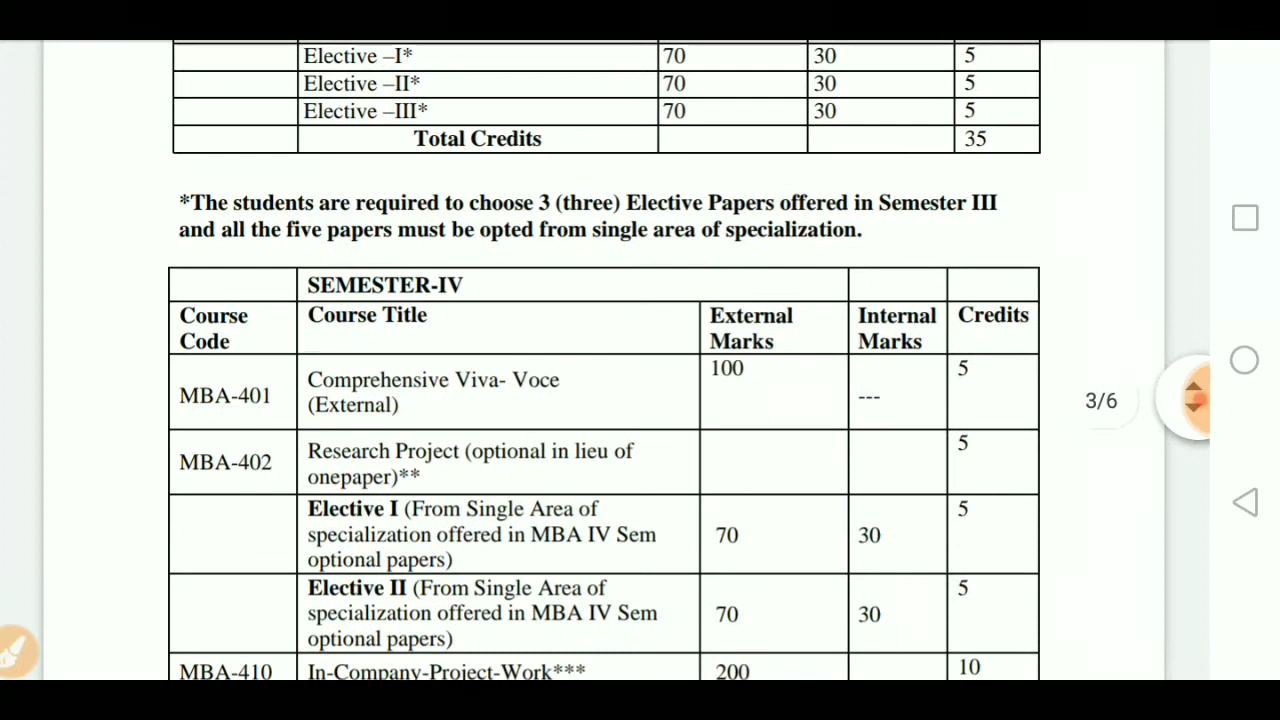 Elective –I* 70 30 5
Elective –II* 70 30 5
Elective –III* 70 30 5
Total Credits 35
*The students are required to choose 3 (three) Elective Papers offered in Semester III
and all the five papers must be opted from single area of specialization.
SEMESTER-IV
Course Code Course Title External Marks Internal Marks Credits
MBA-401 Comprehensive Viva- Voce (External) 100 --- 5
MBA-402 Research Project (optional in lieu of onepaper)** 5
Elective I (From Single Area of specialization offered in MBA IV Sem optional papers) 70 30 5
Elective II (From Single Area of specialization offered in MBA IV Sem optional papers) 70 30 5
MBA-410 In-Company-Project-Work*** 200 10
3/6